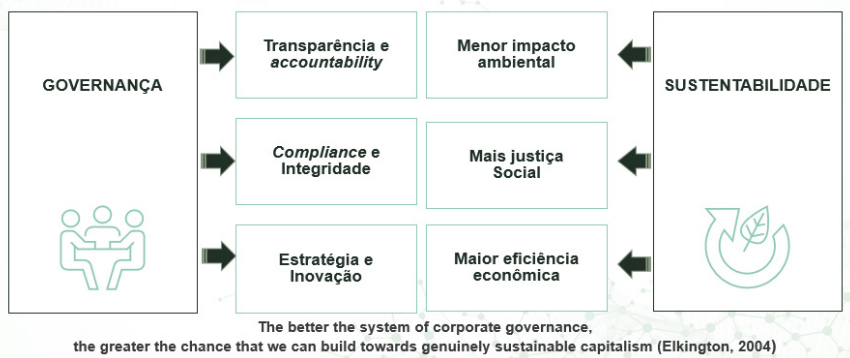 GOVERNANÇA
Transparência e
accountability
Compliance e
Integridade
Estratégia e
Inovação
Menor impacto
ambiental
Mais justiça
Social
Maior eficiência
econômica
SUSTENTABILIDADE
The better the system of corporate governance,
the greater the chance that we can build towards genuinely sustainable capitalism (Elkington, 2004)